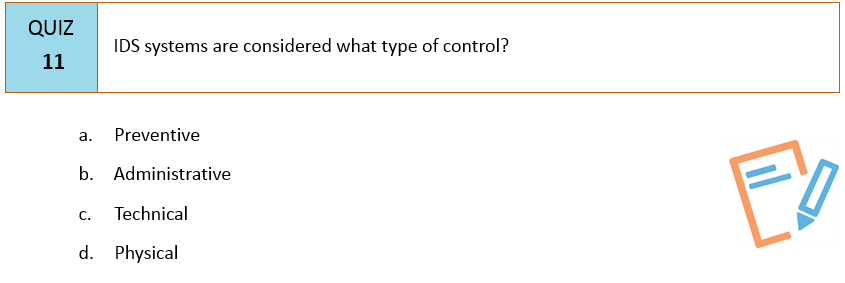 QUIZ
11
IDS systems are considered what type of control?
a. Preventive
b. Administrative
c. Technical
d. Physical